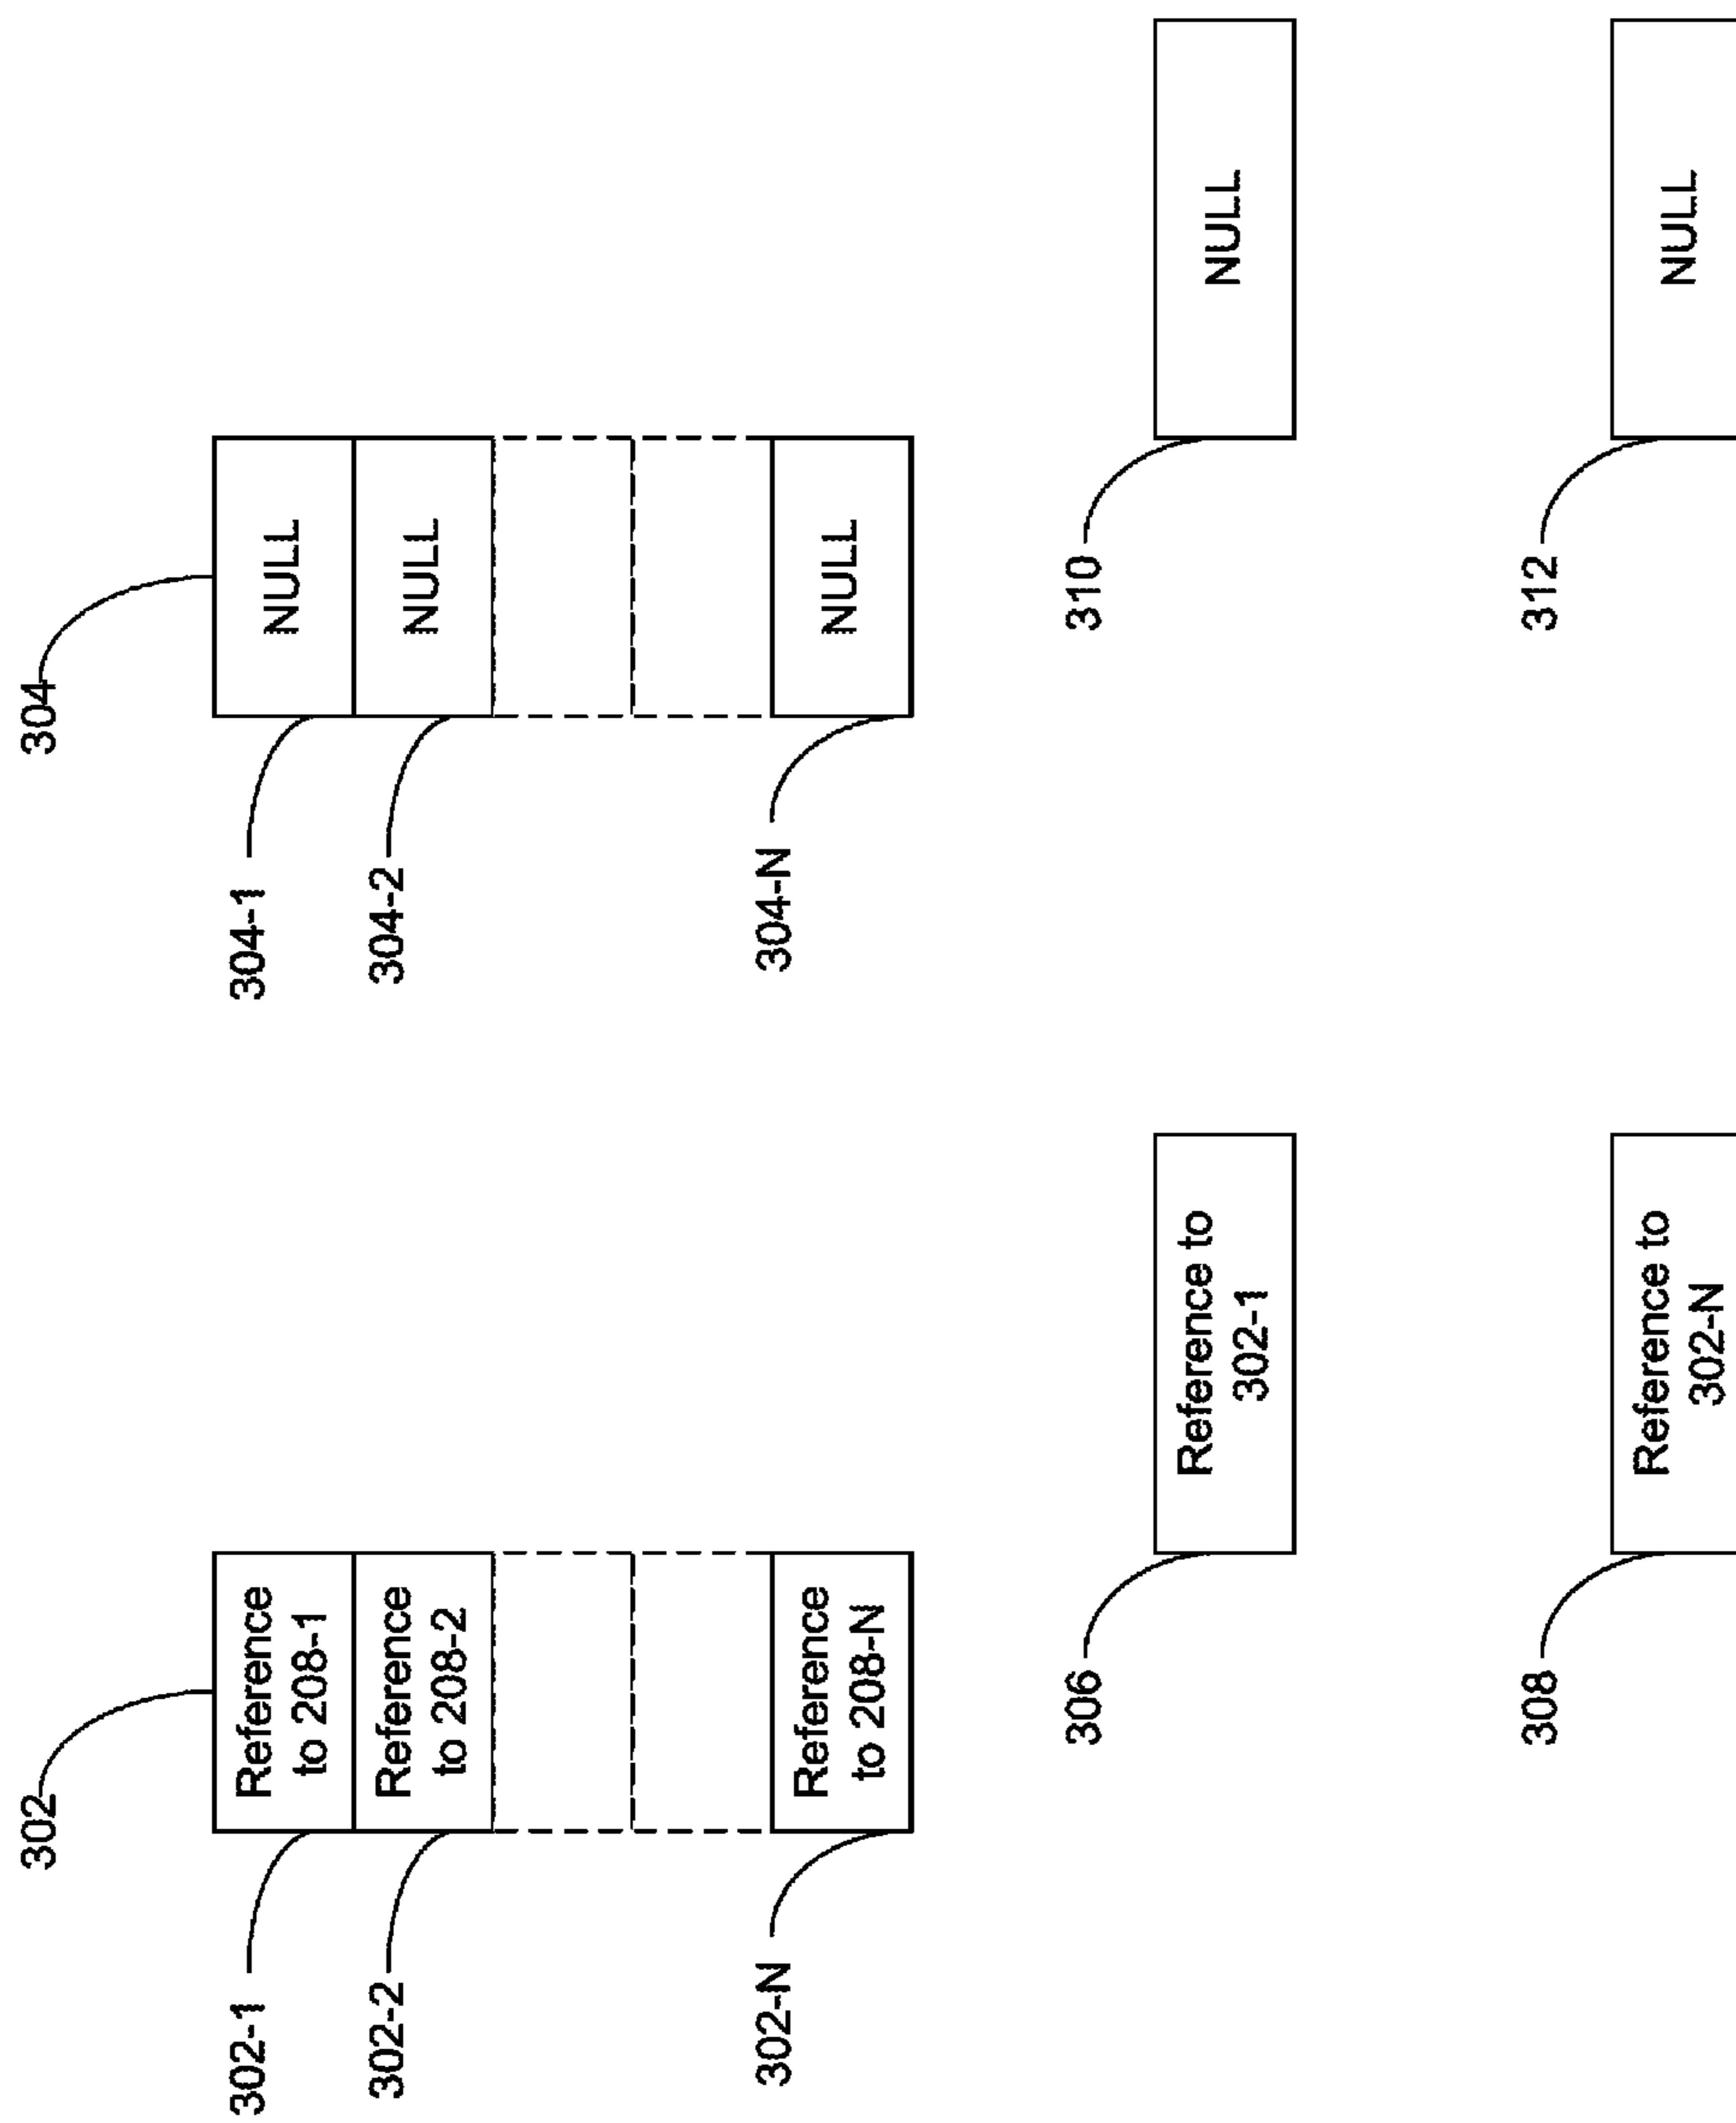 302
302-1
Reference
to 208-1
302-2
Reference
to 208-2
302-N
Reference
to 208-N
306
Reference to
302-1
308
Reference to
302-N
304
304-1
NULL
304-2
NULL
304-N
NULL
310
NULL
312
NULL